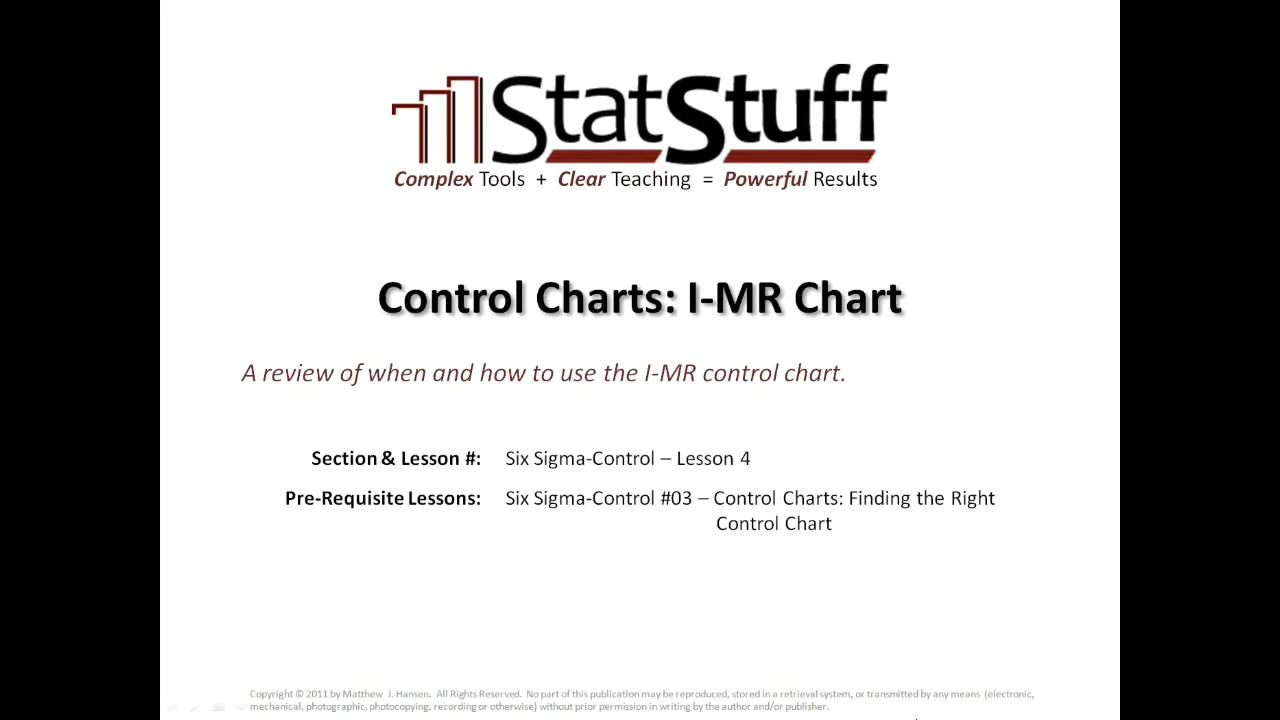 StatStuff
Complex Tools + Clear Teaching = Powerful Results
Control Charts: I-MR Chart
A review of when and how to use the I-MR control chart.
Section & Lesson #: Six Sigma-Control – Lesson 4
Pre-Requisite Lessons: Six Sigma-Control #03 – Control Charts: Finding the Right
Control Chart
Copyright © 2011 by Matthew J. Hansen. All Rights Reserved. No part of this publication may be reproduced, stored in a retrieval system, or transmitted by any means (electronic,
mechanical, photographic, photocopying, recording or otherwise) without prior permission in writing by the author and/or publisher.